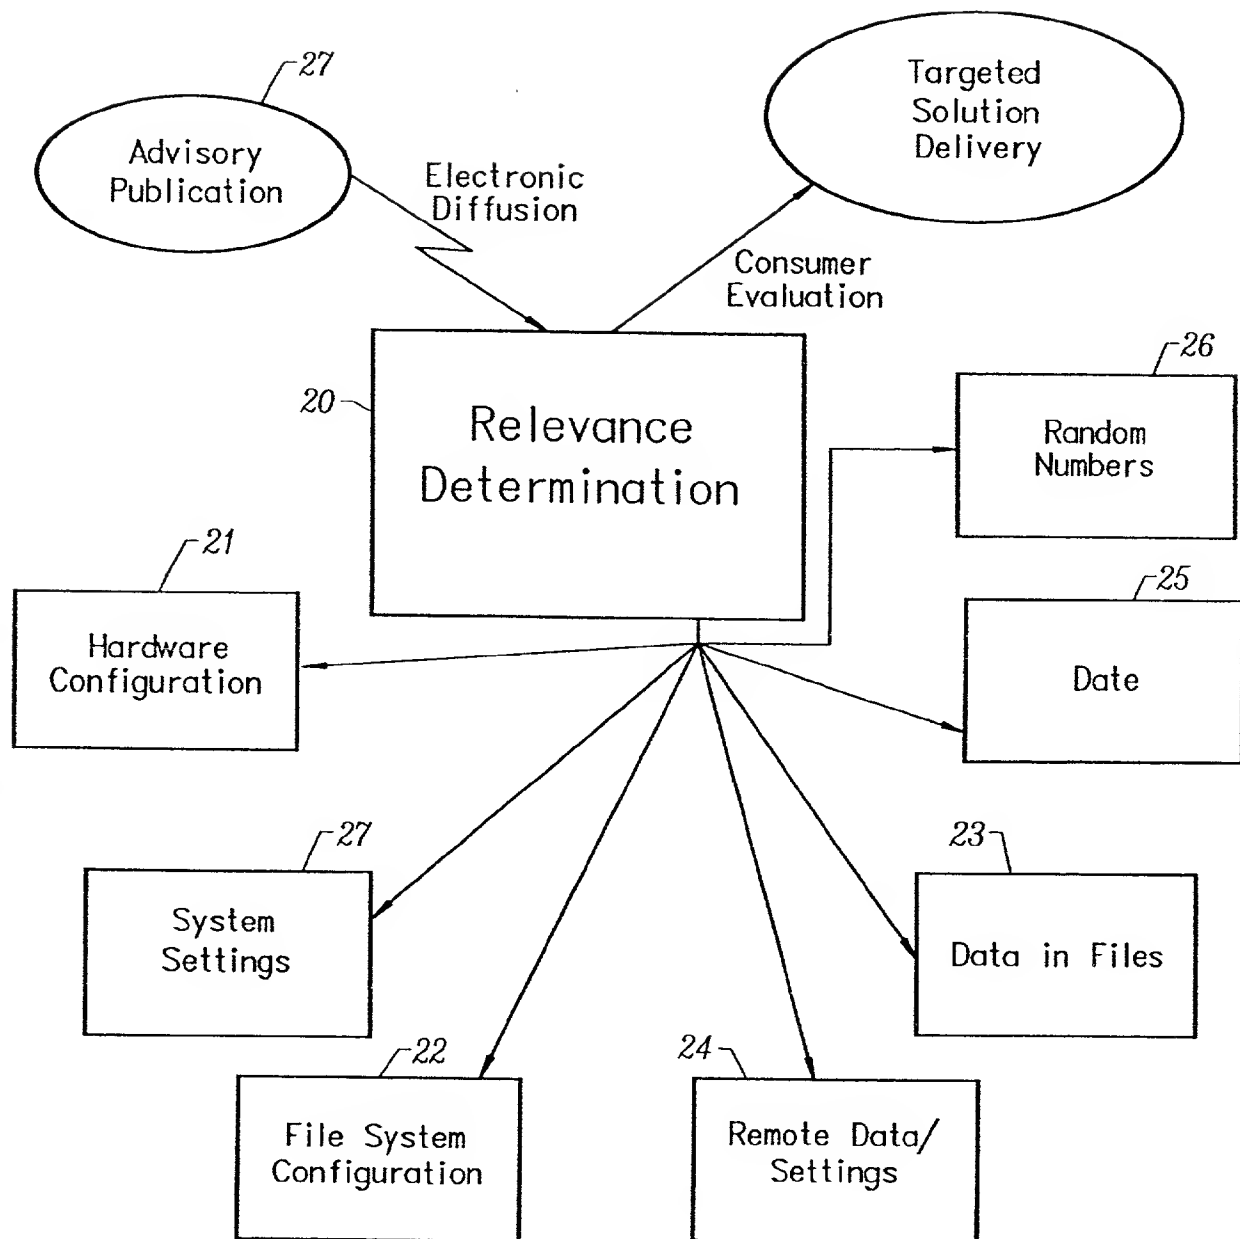 27
Advisory
Publication
Electronic
Diffusion
Targeted
Solution
Delivery
Consumer
Evaluation
20
Relevance
Determination
26
Random
Numbers
21
Hardware
Configuration
25
Date
27
System
Settings
23
Data in Files
22
File System
Configuration
24
Remote Data/
Settings